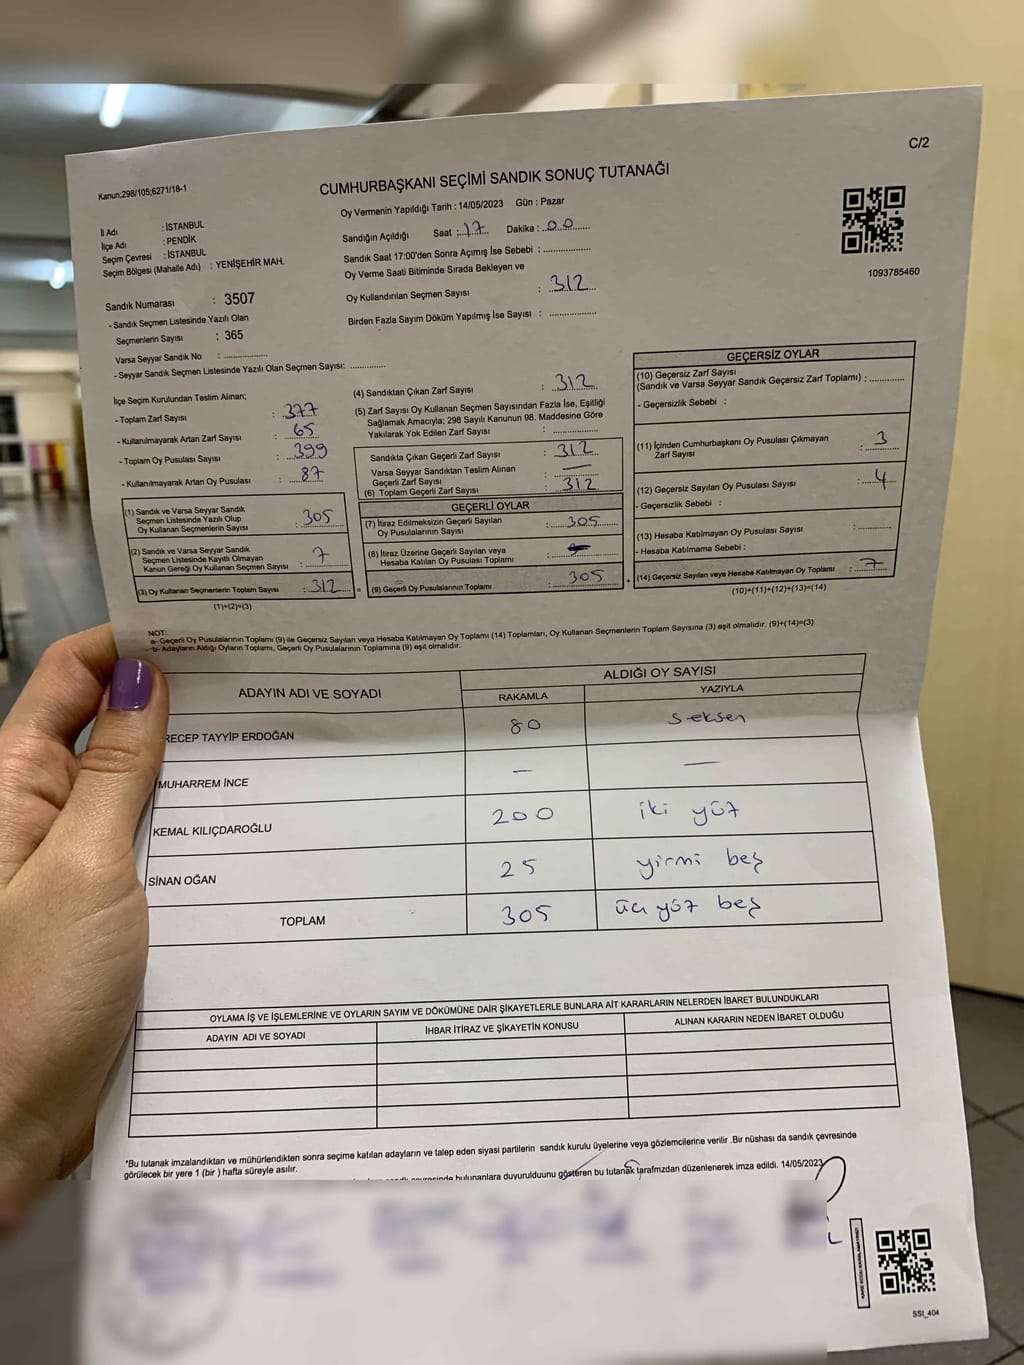 C/2
Kanun;298/105;6271/18-1
CUMHURBAŞKANI SEÇİMİ SANDIK SONUÇ TUTANAĞI
Oy Vermenin Yapıldığı Tarih : 14/05/2023 Gün : Pazar
İl Adı : İSTANBUL
İlçe Adı : PENDİK
Seçim Çevresi : İSTANBUL
Seçim Bölgesi (Mahalle Adı) : YENİŞEHİR MAH.
Sandığın Açıldığı Saat : 17 Dakika : 00
Sandık Saat 17:00'den Sonra Açımış İse Sebebi :
Oy Verme Saati Bitiminde Sırada Bekleyen ve
Oy Kullandırılan Seçmen Sayısı : 312
Birden Fazla Sayım Döküm Yapılmış İse Sayısı :
1093785460
Sandık Numarası : 3507
- Sandık Seçmen Listesinde Yazılı Olan
Seçmenlerin Sayısı : 365
Varsa Seyyar Sandık No :
- Seyyar Sandık Seçmen Listesinde Yazılı Olan Seçmen Sayısı:
İlçe Seçim Kurulundan Teslim Alınan;
- Toplam Zarf Sayısı : 377
- Kullanılmayarak Artan Zarf Sayısı : 65
- Toplam Oy Pusulası Sayısı : 399
- Kullanılmayarak Artan Oy Pusulası : 87
(1) Sandık ve Varsa Seyyar Sandık
Seçmen Listesinde Yazılı Olup
Oy Kullanan Seçmenlerin Sayısı : 305
(2) Sandık ve Varsa Seyyar Sandık
Seçmen Listesinde Kayıtlı Olmayan
Kanun Gereği Oy Kullanan Seçmen Sayısı : 7
(3) Oy Kullanan Seçmenlerin Toplam Sayısı : 312
(1)+(2)=(3)
(4) Sandıktan Çıkan Zarf Sayısı : 312
(5) Zarf Sayısı Oy Kullanan Seçmen Sayısından Fazla İse, Eşitliği
Sağlamak Amacıyla; 298 Sayılı Kanunun 98. Maddesine Göre
Yakılarak Yok Edilen Zarf Sayısı :
Sandıkta Çıkan Geçerli Zarf Sayısı : 312
Varsa Seyyar Sandıktan Teslim Alınan
Geçerli Zarf Sayısı : —
(6) Toplam Geçerli Zarf Sayısı : 312
GEÇERLİ OYLAR
(7) İtiraz Edilmeksizin Geçerli Sayılan
Oy Pusulalarının Sayısı : 305
(8) İtiraz Üzerine Geçerli Sayılan veya
Hesaba Katılan Oy Pusulası Toplamı :
= (9) Geçerli Oy Pusulalarının Toplamı : 305 +
GEÇERSİZ OYLAR
(10) Geçersiz Zarf Sayısı
(Sandık ve Varsa Seyyar Sandık Geçersiz Zarf Toplamı) :
- Geçersizlik Sebebi :
(11) İçinden Cumhurbaşkanı Oy Pusulası Çıkmayan
Zarf Sayısı : 3
(12) Geçersiz Sayılan Oy Pusulası Sayısı : 4
- Geçersizlik Sebebi :
(13) Hesaba Katılmayan Oy Pusulası Sayısı :
- Hesaba Katılmama Sebebi :
(14) Geçersiz Sayılan veya Hesaba Katılmayan Oy Toplamı : 7
(10)+(11)+(12)+(13)=(14)
NOT:
a- Geçerli Oy Pusulalarının Toplamı (9) ile Geçersiz Sayılan veya Hesaba Katılmayan Oy Toplamı (14) Toplamları, Oy Kullanan Seçmenlerin Toplam Sayısına (3) eşit olmalıdır. (9)+(14)=(3)
b- Adayların Aldığı Oyların Toplamı, Geçerli Oy Pusulalarının Toplamına (9) eşit olmalıdır.
ADAYIN ADI VE SOYADI
ALDIĞI OY SAYISI
RAKAMLA YAZIYLA
RECEP TAYYİP ERDOĞAN 80 seksen
MUHARREM İNCE — —
KEMAL KILIÇDAROĞLU 200 iki yüz
SİNAN OĞAN 25 yirmi beş
TOPLAM 305 üç yüz beş
OYLAMA İŞ VE İŞLEMLERİNE VE OYLARIN SAYIM VE DÖKÜMÜNE DAİR ŞİKAYETLERLE BUNLARA AİT KARARLARIN NELERDEN İBARET BULUNDUKLARI
ADAYIN ADI VE SOYADI İHBAR İTİRAZ VE ŞİKAYETİN KONUSU ALINAN KARARIN NEDEN İBARET OLDUĞU
*Bu tutanak imzalandıktan ve mühürlendikten sonra seçime katılan adayların ve talep eden siyasi partilerin sandık kurulu üyelerine veya gözlemcilerine verilir .Bir nüshası da sandık çevresinde
görülecek bir yere 1 (bir ) hafta süreyle asılır.
bulunanlara duyurulduunu gösteren bu tutanak tarafmzdan düzenlenerek imza edildi. 14/05/2023
SSİ_404